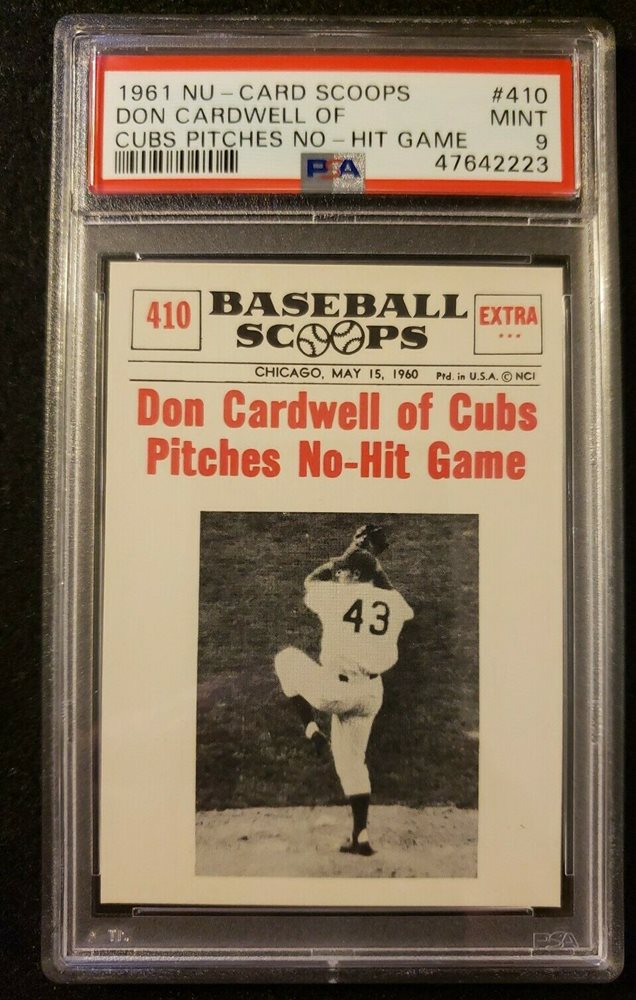 1961 NU-CARD SCOOPS #410
DON CARDWELL OF MINT
CUBS PITCHES NO-HIT GAME 9
PSA 47642223
410 BASEBALL SCOOPS EXTRA
CHICAGO, MAY 15, 1960 Ptd. in U.S.A. © NCI
Don Cardwell of Cubs
Pitches No-Hit Game
43
PSA